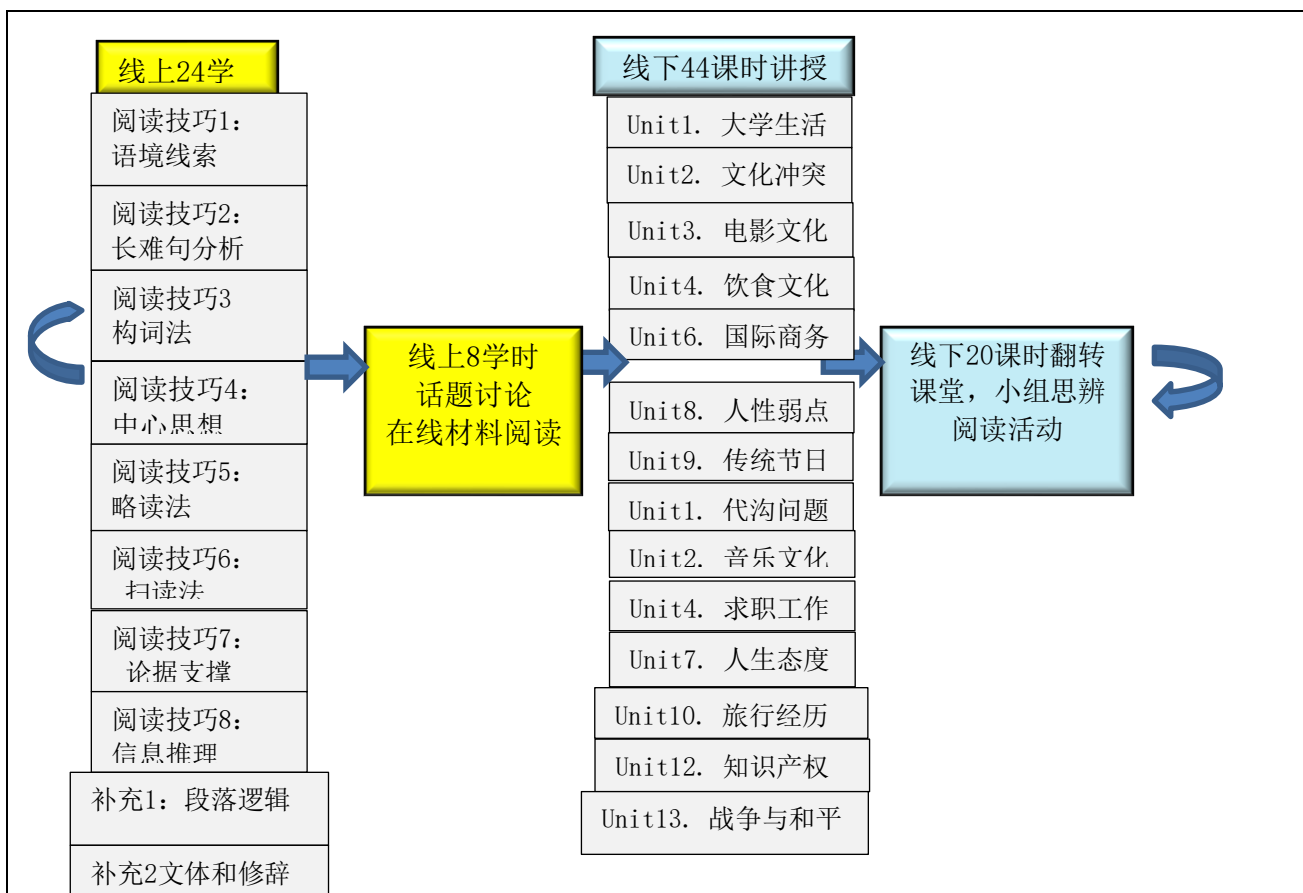 线上24学
阅读技巧1：
语境线索
阅读技巧2：
长难句分析
阅读技巧3
构词法
阅读技巧4：
中心思想
阅读技巧5：
略读法
阅读技巧6：
扫读法
阅读技巧7：
论据支撑
阅读技巧8：
信息推理
补充1：段落逻辑
补充2文体和修辞
线上8学时
话题讨论
在线材料阅读
线下44课时讲授
Unit1. 大学生活
Unit2. 文化冲突
Unit3. 电影文化
Unit4. 饮食文化
Unit6. 国际商务
Unit8. 人性弱点
Unit9. 传统节日
Unit1. 代沟问题
Unit2. 音乐文化
Unit4. 求职工作
Unit7. 人生态度
Unit10. 旅行经历
Unit12. 知识产权
Unit13. 战争与和平
线下20课时翻转
课堂，小组思辨
阅读活动